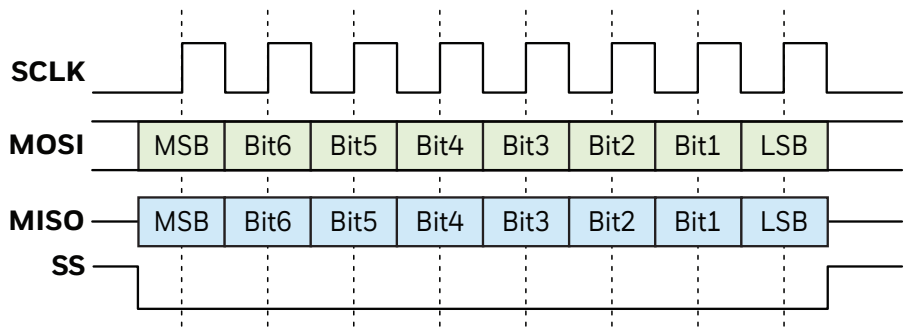 SCLK
MOSI MSB Bit6 Bit5 Bit4 Bit3 Bit2 Bit1 LSB
MISO MSB Bit6 Bit5 Bit4 Bit3 Bit2 Bit1 LSB
SS